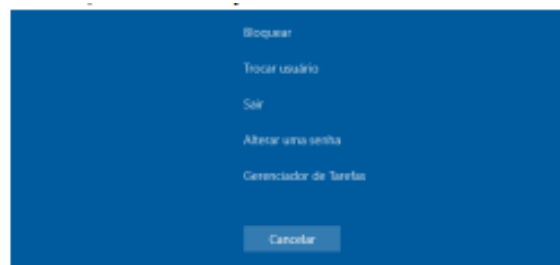 Bloquear
Trocar usuário
Sair
Alterar uma senha
Gerenciador de Tarefas
Cancelar